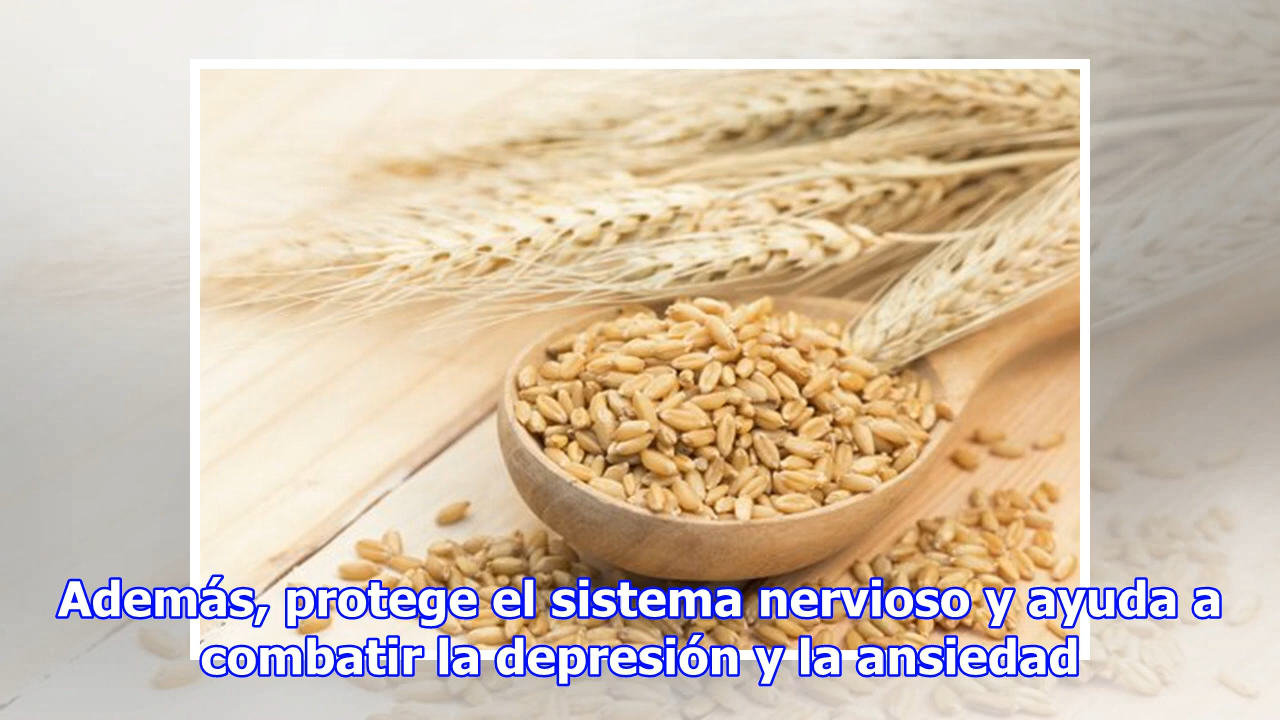 Además, protege el sistema nervioso y ayuda a
combatir la depresión y la ansiedad